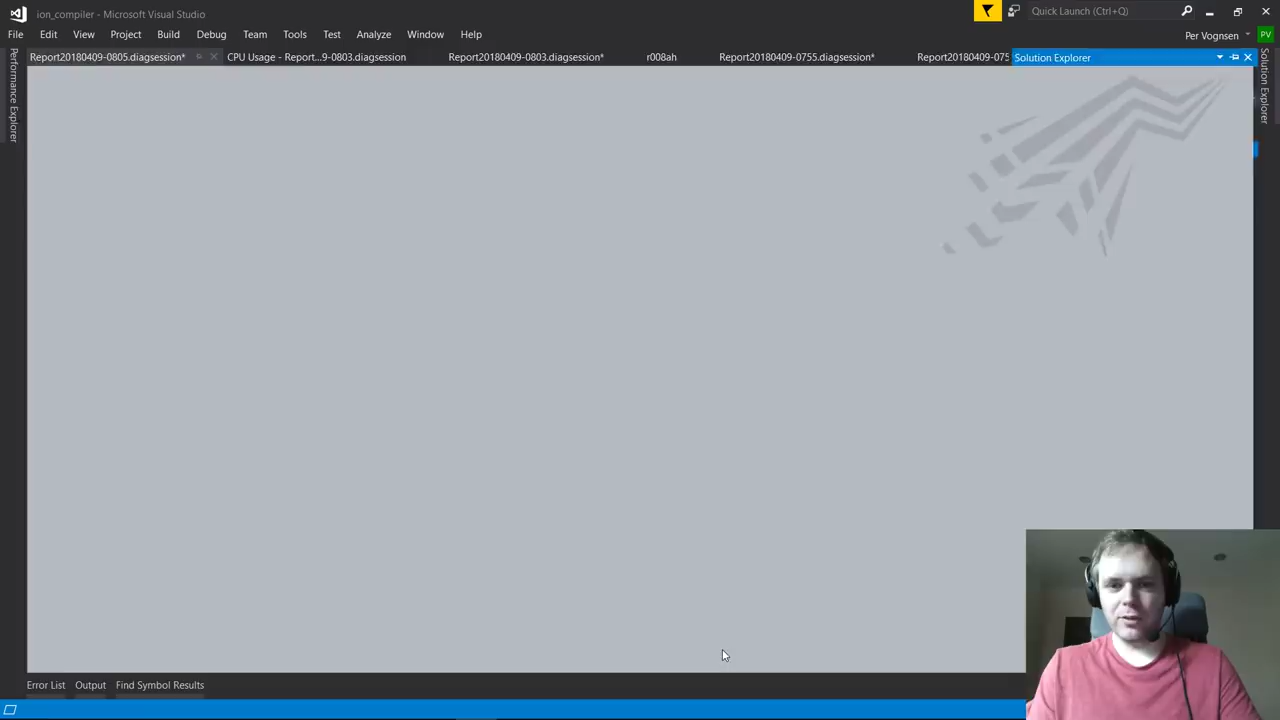 ion_compiler - Microsoft Visual Studio
Quick Launch (Ctrl+Q)
File Edit View Project Build Debug Team Tools Test Analyze Window Help
Per Vognsen
PV
Report20180409-0805.diagsession*
CPU Usage - Report...9-0803.diagsession
Report20180409-0803.diagsession*
r008ah
Report20180409-0755.diagsession*
Report20180409-075
Solution Explorer
Performance Explorer
Solution Explorer
Error List Output Find Symbol Results